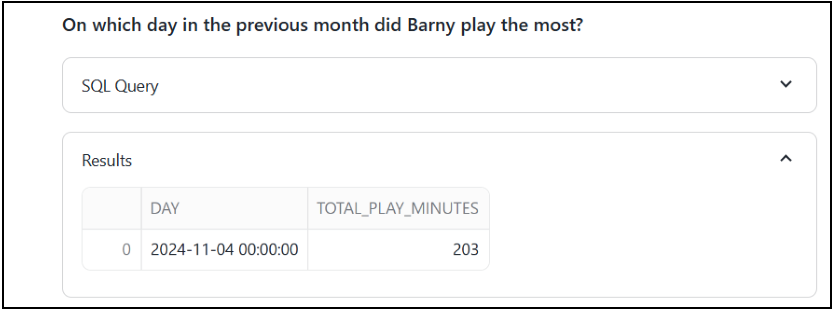 On which day in the previous month did Barny play the most?
SQL Query
Results
DAY TOTAL_PLAY_MINUTES
0 2024-11-04 00:00:00 203